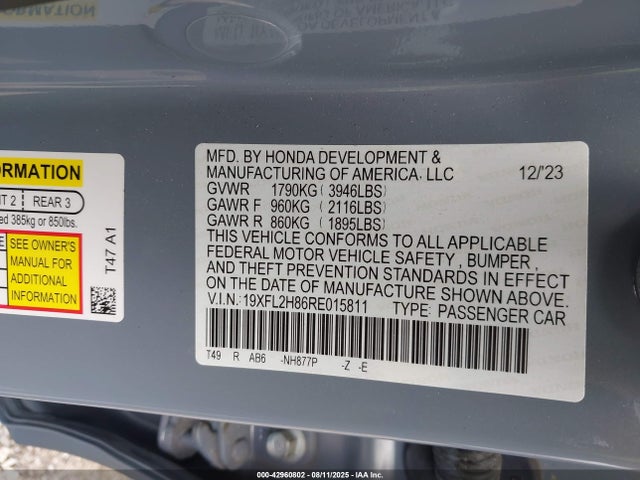 ORMATION
NT 2 REAR 3
ed 385kg or 850lbs.
SEE OWNER'S
MANUAL FOR
ADDITIONAL
INFORMATION
T47 A1
MFD. BY HONDA DEVELOPMENT &
MANUFACTURING OF AMERICA, LLC 12/'23
GVWR 1790KG (3946LBS)
GAWR F 960KG (2116LBS)
GAWR R 860KG (1895LBS)
THIS VEHICLE CONFORMS TO ALL APPLICABLE
FEDERAL MOTOR VEHICLE SAFETY, BUMPER,
AND THEFT PREVENTION STANDARDS IN EFFECT
ON THE DATE OF MANUFACTURE SHOWN ABOVE.
V.I.N.: 19XFL2H86RE015811 TYPE: PASSENGER CAR
T49 R AB6 -NH877P -Z -E
000-42960802 - 08/11/2025 - IAA Inc.